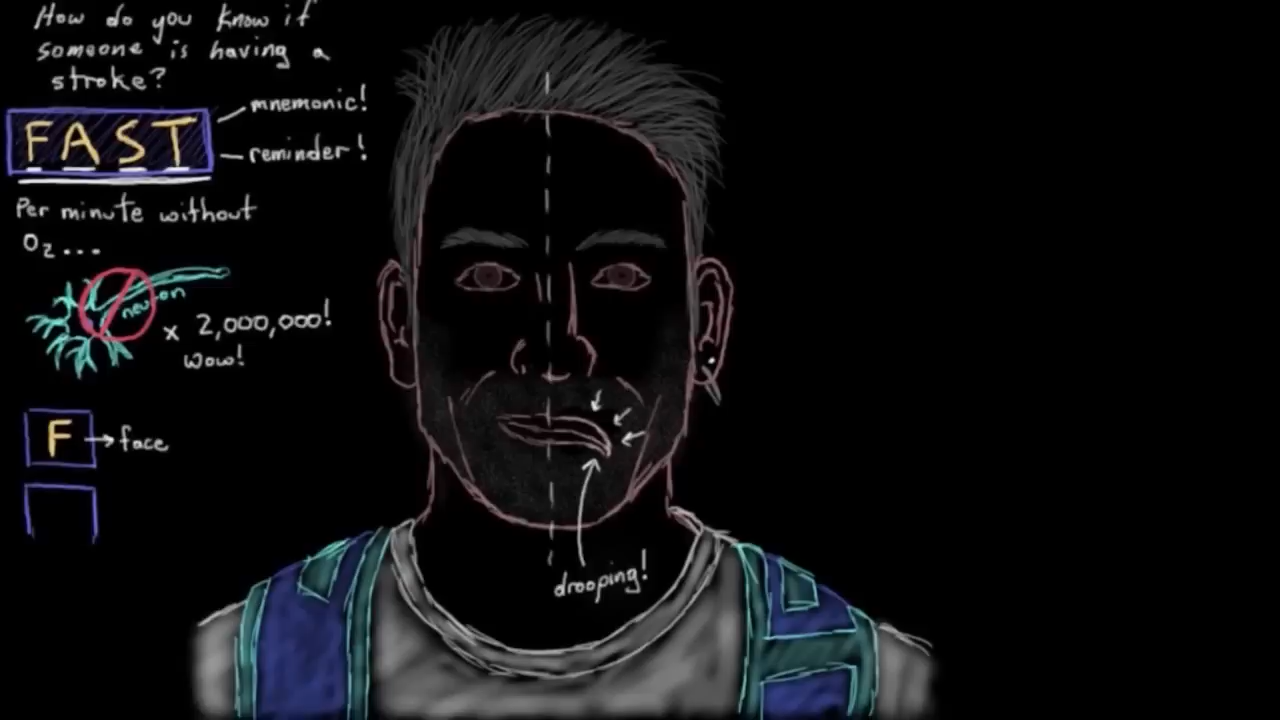 How do you know if
someone is having a
stroke?
mnemonic!
FAST
reminder!
Per minute without
O₂...
neuron
x 2,000,000!
Wow!
F → face
drooping!